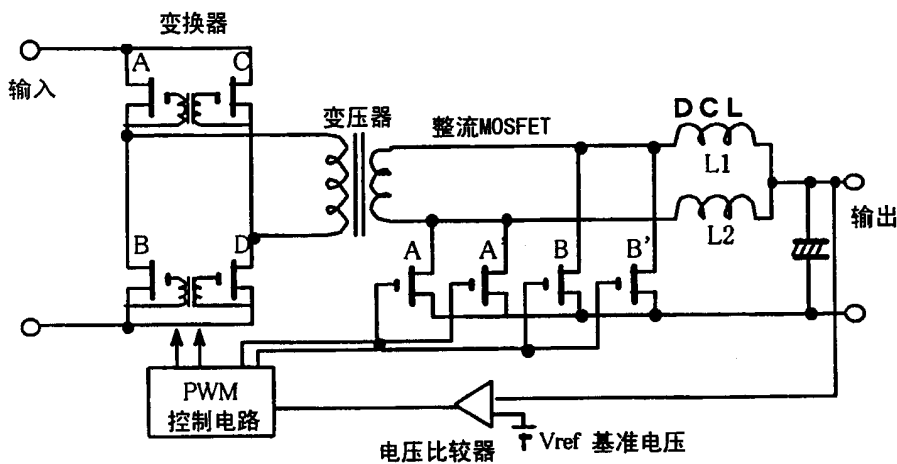 变换器
A
C
输入
变压器
整流MOSFET
DCL
L1
L2
输出
B
D
A
A'
B
B'
PWM
控制电路
电压比较器
Vref 基准电压